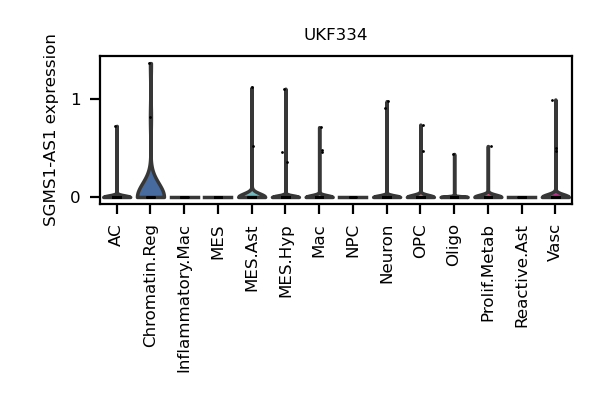 UKF334
SGMS1-AS1 expression
1
0
AC
Chromatin.Reg
Inflammatory.Mac
MES
MES.Ast
MES.Hyp
Mac
NPC
Neuron
OPC
Oligo
Prolif.Metab
Reactive.Ast
Vasc